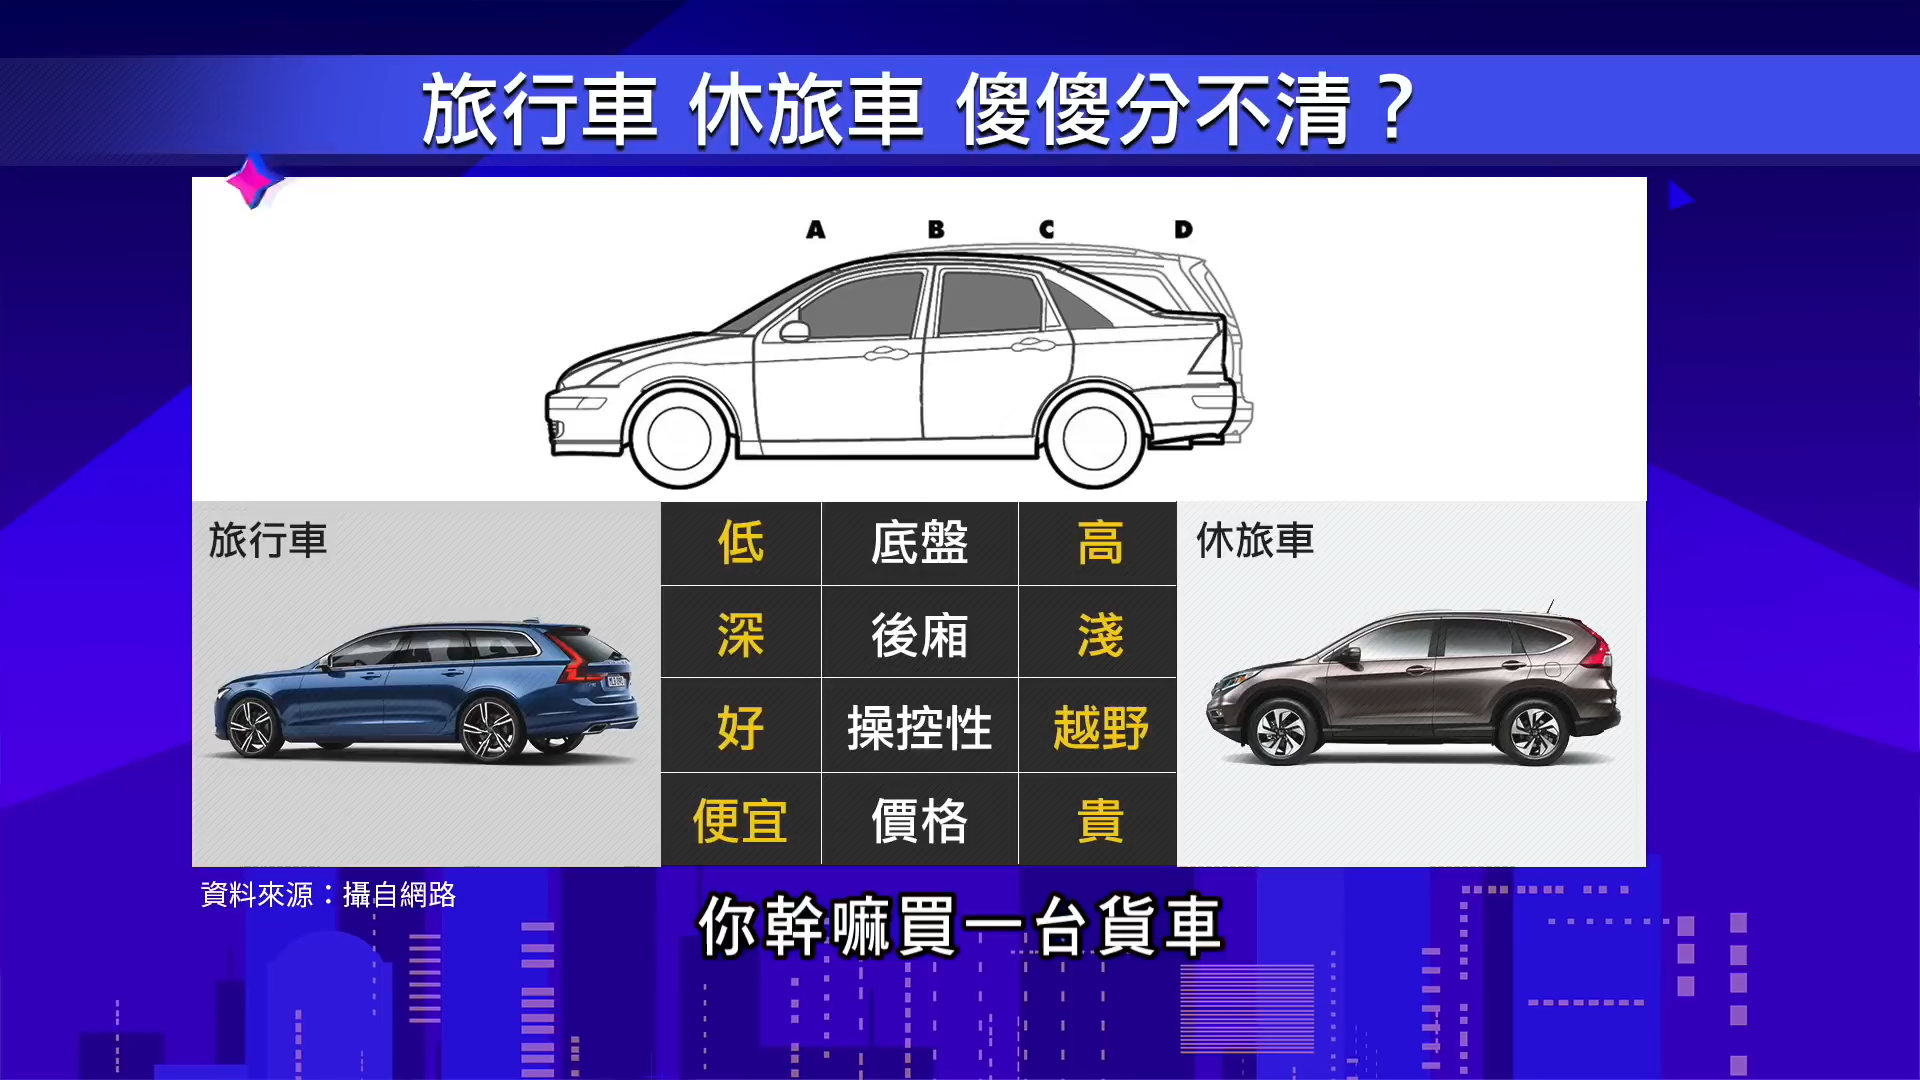 旅行車 休旅車 傻傻分不清？
A B C D
旅行車
低 底盤 高
深 後廂 淺
好 操控性 越野
便宜 價格 貴
休旅車
資料來源：攝自網路
你幹嘛買一台貨車